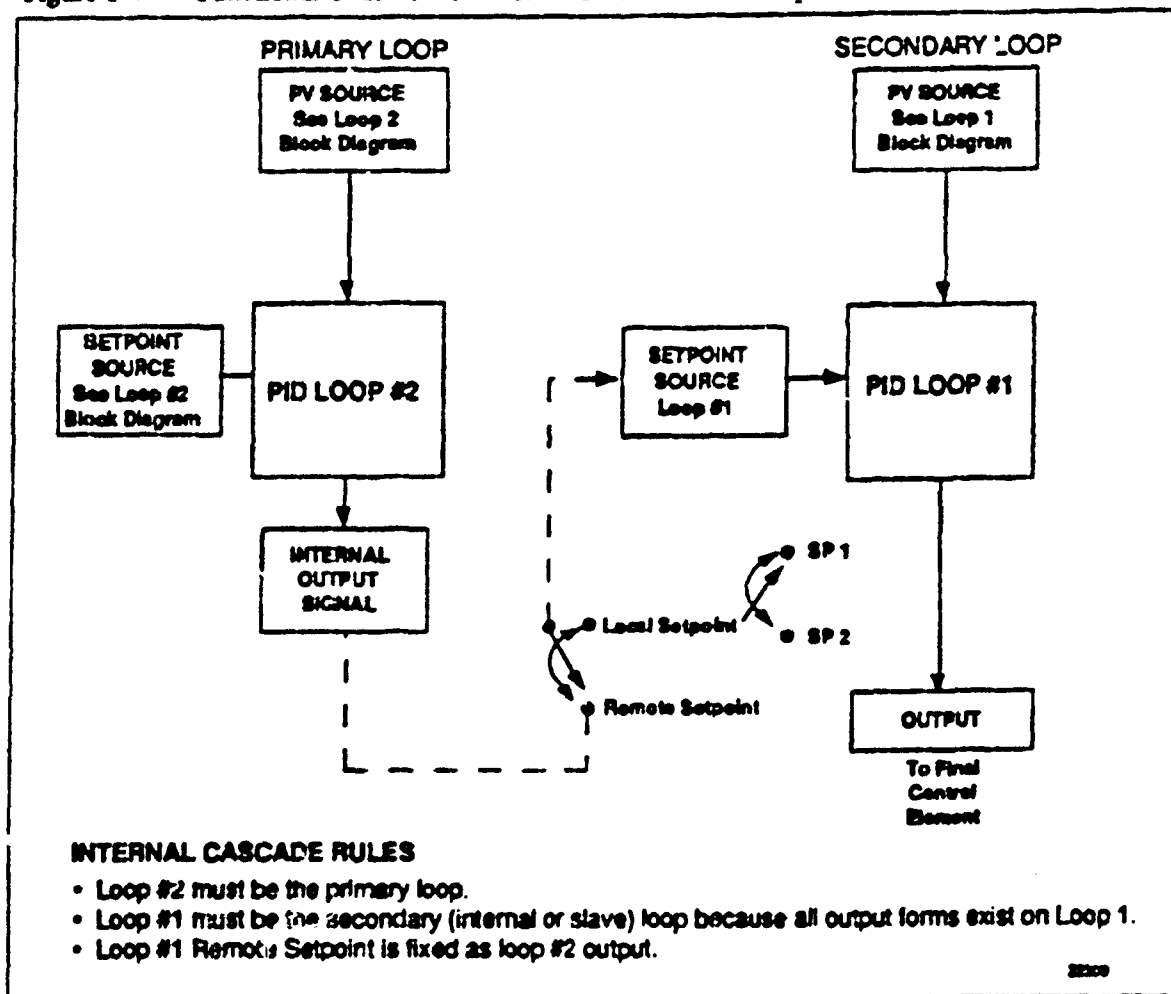 PRIMARY LOOP
SECONDARY LOOP
PV SOURCE
See Loop 2
Block Diagram
PV SOURCE
See Loop 1
Block Diagram
SETPOINT
SOURCE
See Loop #2
Block Diagram
PID LOOP #2
SETPOINT
SOURCE
Loop #1
PID LOOP #1
INTERNAL
OUTPUT
SIGNAL
SP 1
Local Setpoint
SP 2
Remote Setpoint
OUTPUT
To Final
Control
Element
INTERNAL CASCADE RULES
• Loop #2 must be the primary loop.
• Loop #1 must be the secondary (internal or slave) loop because all output forms exist on Loop 1.
• Loop #1 Remote Setpoint is fixed as loop #2 output.